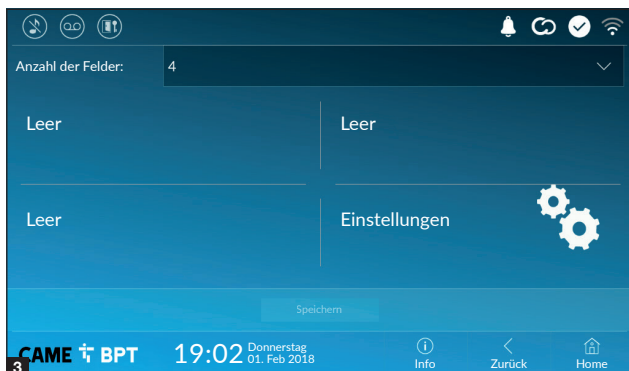 Anzahl der Felder: 4
Leer Leer
Leer Einstellungen
Speichern
3
CAME BPT 19:02 Donnerstag
01. Feb 2018
Info Zurück Home